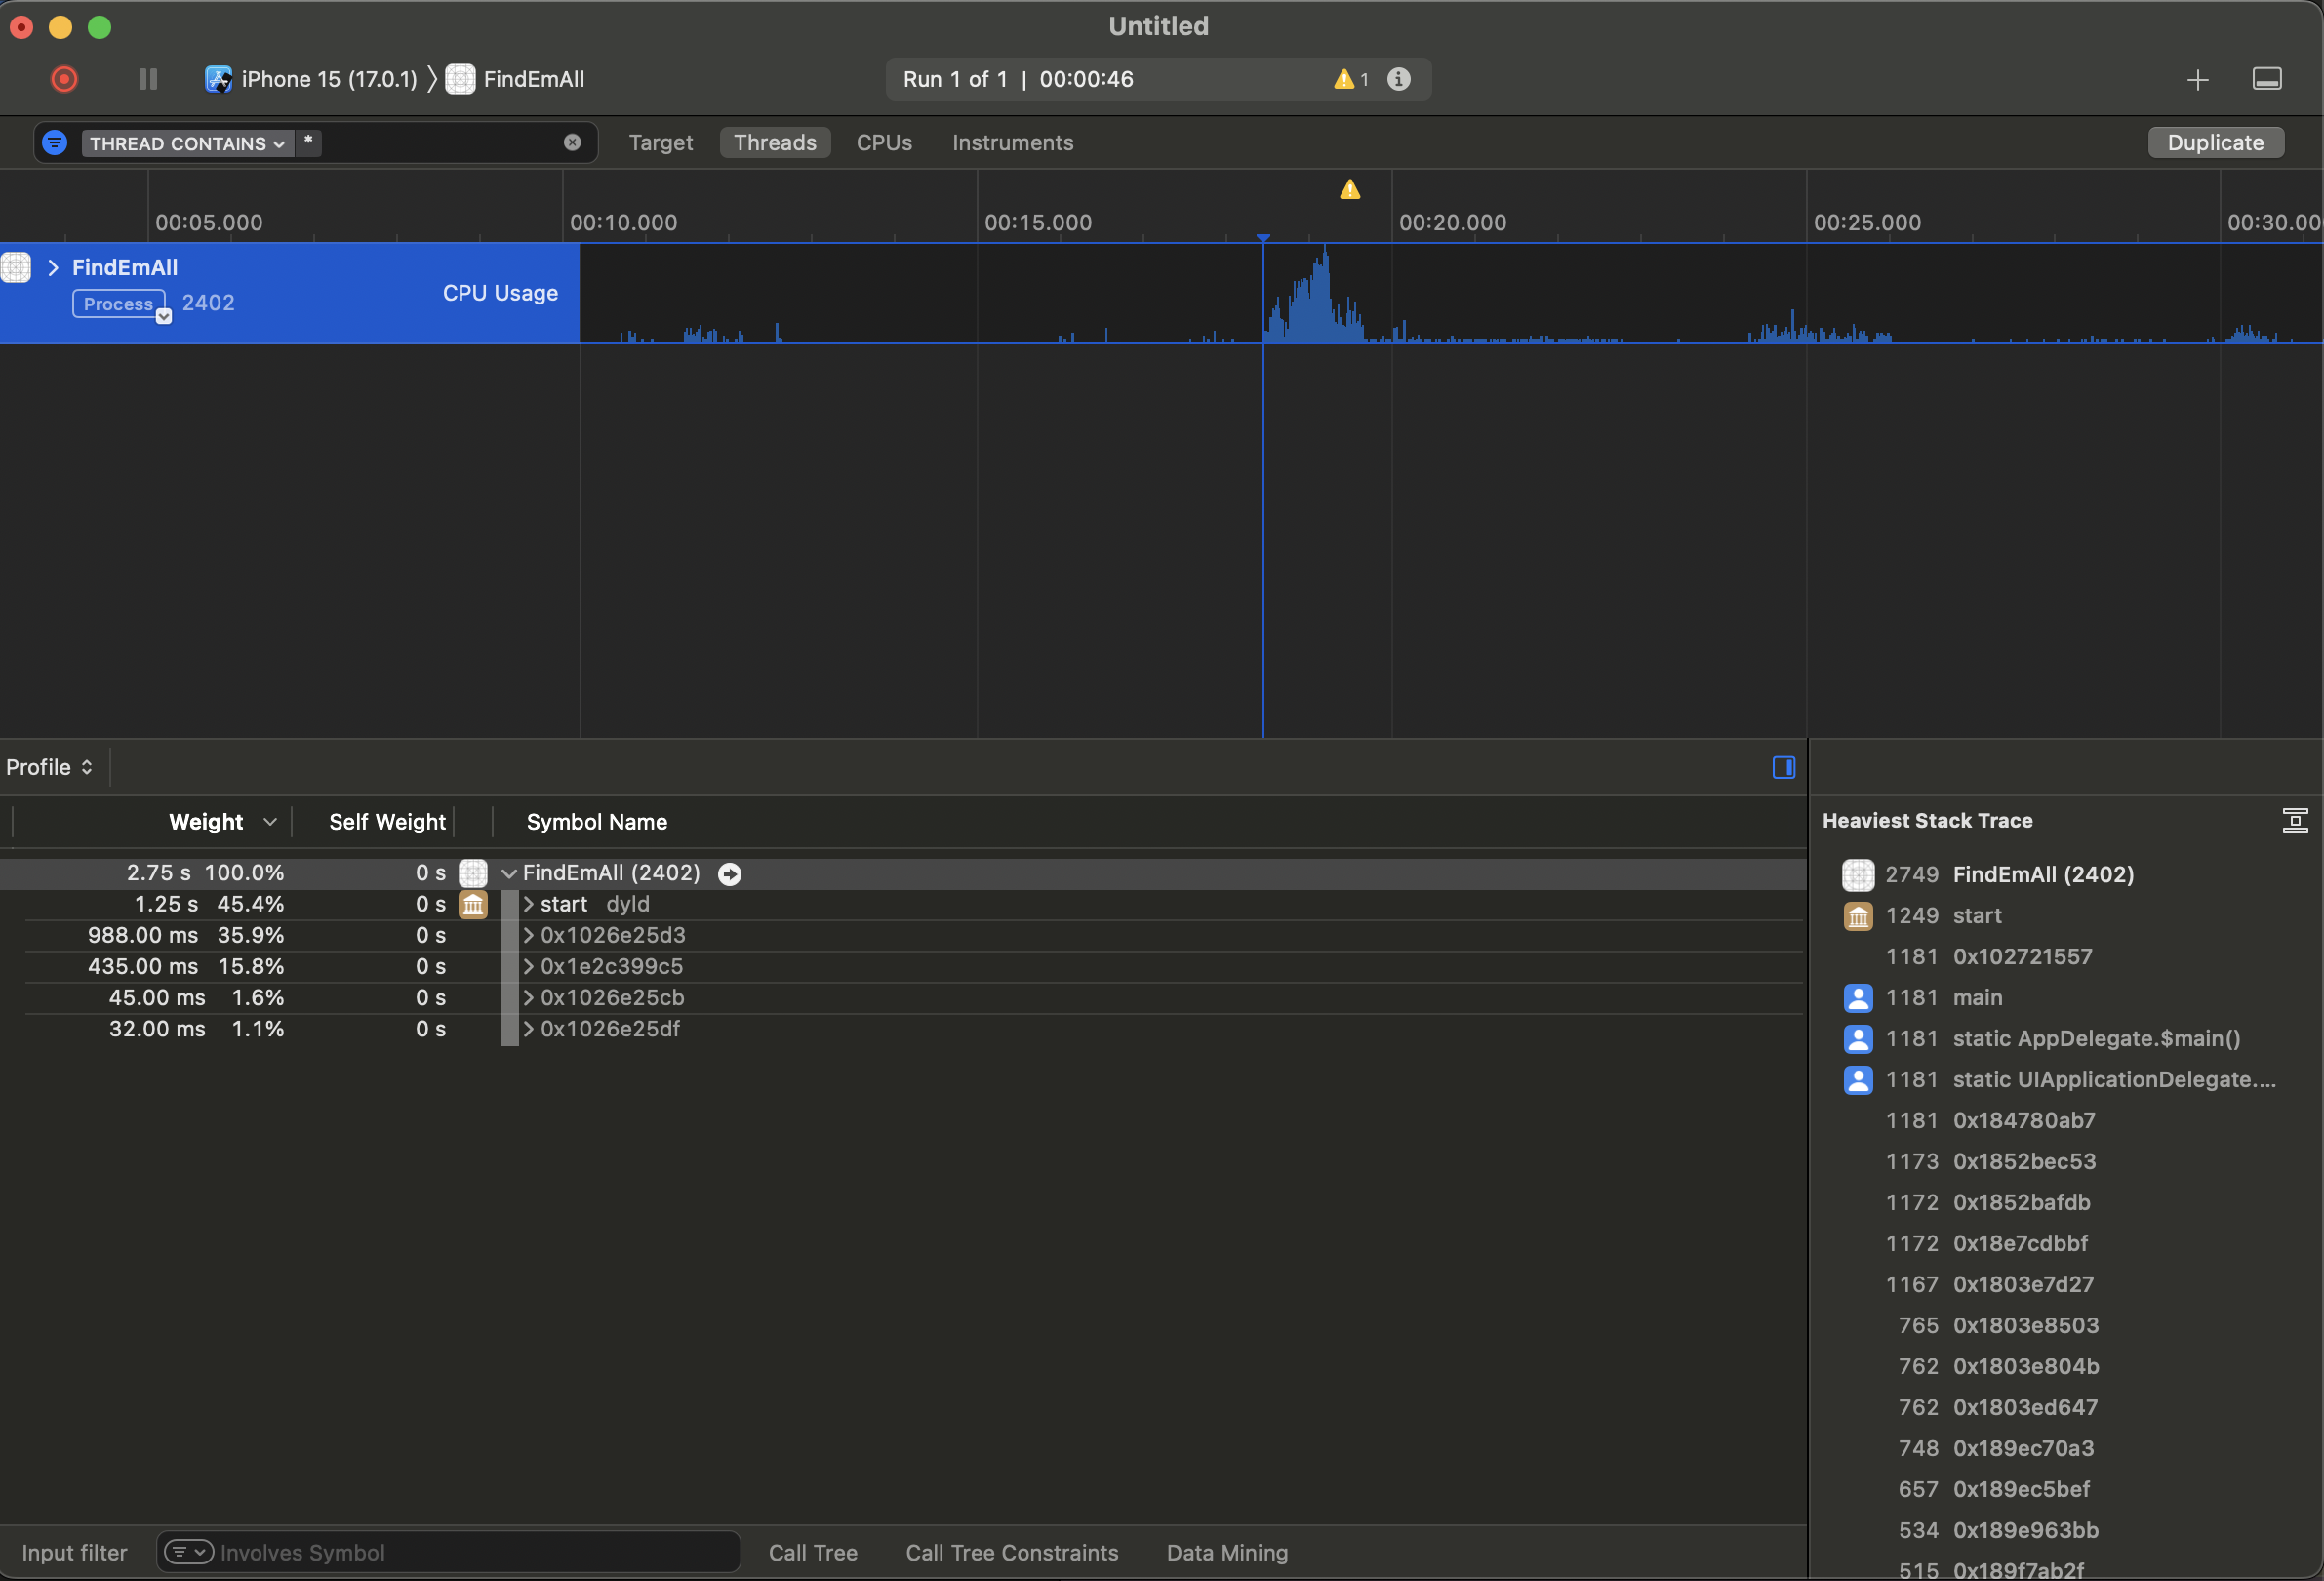 Untitled
iPhone 15 (17.0.1) 〉 FindEmAll
Run 1 of 1 | 00:00:46
1
THREAD CONTAINS *
Target
Threads
CPUs
Instruments
Duplicate
00:05.000
00:10.000
00:15.000
00:20.000
00:25.000
00:30.00
FindEmAll
Process 2402
CPU Usage
Profile
Weight Self Weight Symbol Name
2.75 s 100.0% 0 s FindEmAll (2402)
1.25 s 45.4% 0 s start dyld
988.00 ms 35.9% 0 s 0x1026e25d3
435.00 ms 15.8% 0 s 0x1e2c399c5
45.00 ms 1.6% 0 s 0x1026e25cb
32.00 ms 1.1% 0 s 0x1026e25df
Heaviest Stack Trace
2749 FindEmAll (2402)
1249 start
1181 0x102721557
1181 main
1181 static AppDelegate.$main()
1181 static UIApplicationDelegate....
1181 0x184780ab7
1173 0x1852bec53
1172 0x1852bafdb
1172 0x18e7cdbbf
1167 0x1803e7d27
765 0x1803e8503
762 0x1803e804b
762 0x1803ed647
748 0x189ec70a3
657 0x189ec5bef
534 0x189e963bb
515 0x189f7ab2f
Input filter
Involves Symbol
Call Tree
Call Tree Constraints
Data Mining